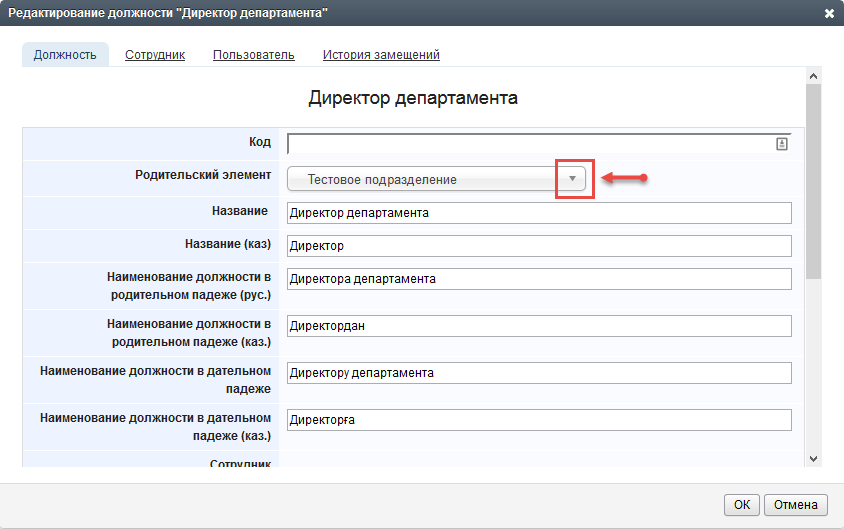 Редактирование должности "Директор департамента"
Должность Сотрудник Пользователь История замещений
Директор департамента
Код
Родительский элемент Тестовое подразделение
Название Директор департамента
Название (каз) Директор
Наименование должности в
родительном падеже (рус.) Директора департамента
Наименование должности в
родительном падеже (каз.) Директордан
Наименование должности в дательном
падеже Директору департамента
Наименование должности в дательном
падеже (каз.) Директорға
Сотрудник
ОК Отмена